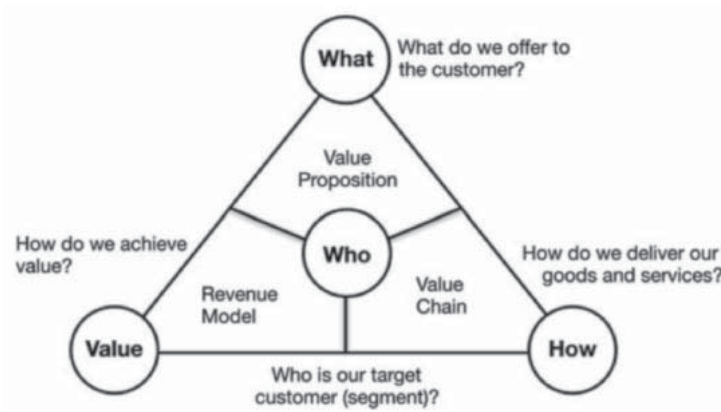 What
What do we offer to
the customer?
Value
Proposition
How do we achieve
value?
Who
How do we deliver our
goods and services?
Revenue
Model
Value
Chain
Value
How
Who is our target
customer (segment)?